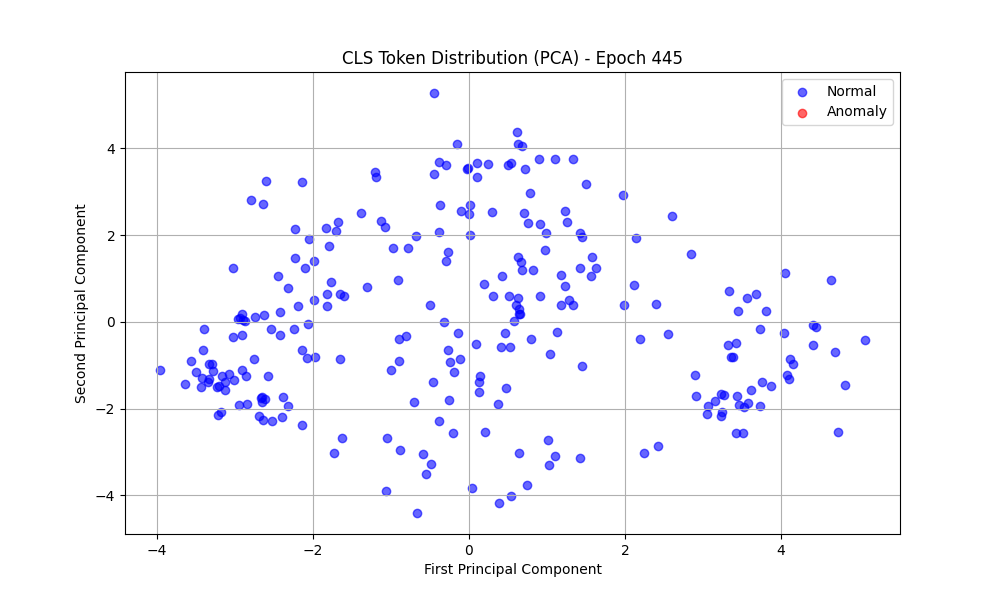 CLS Token Distribution (PCA) - Epoch 445
Normal
Anomaly
4
2
0
−2
−4
Second Principal Component
−4 −2 0 2 4
First Principal Component